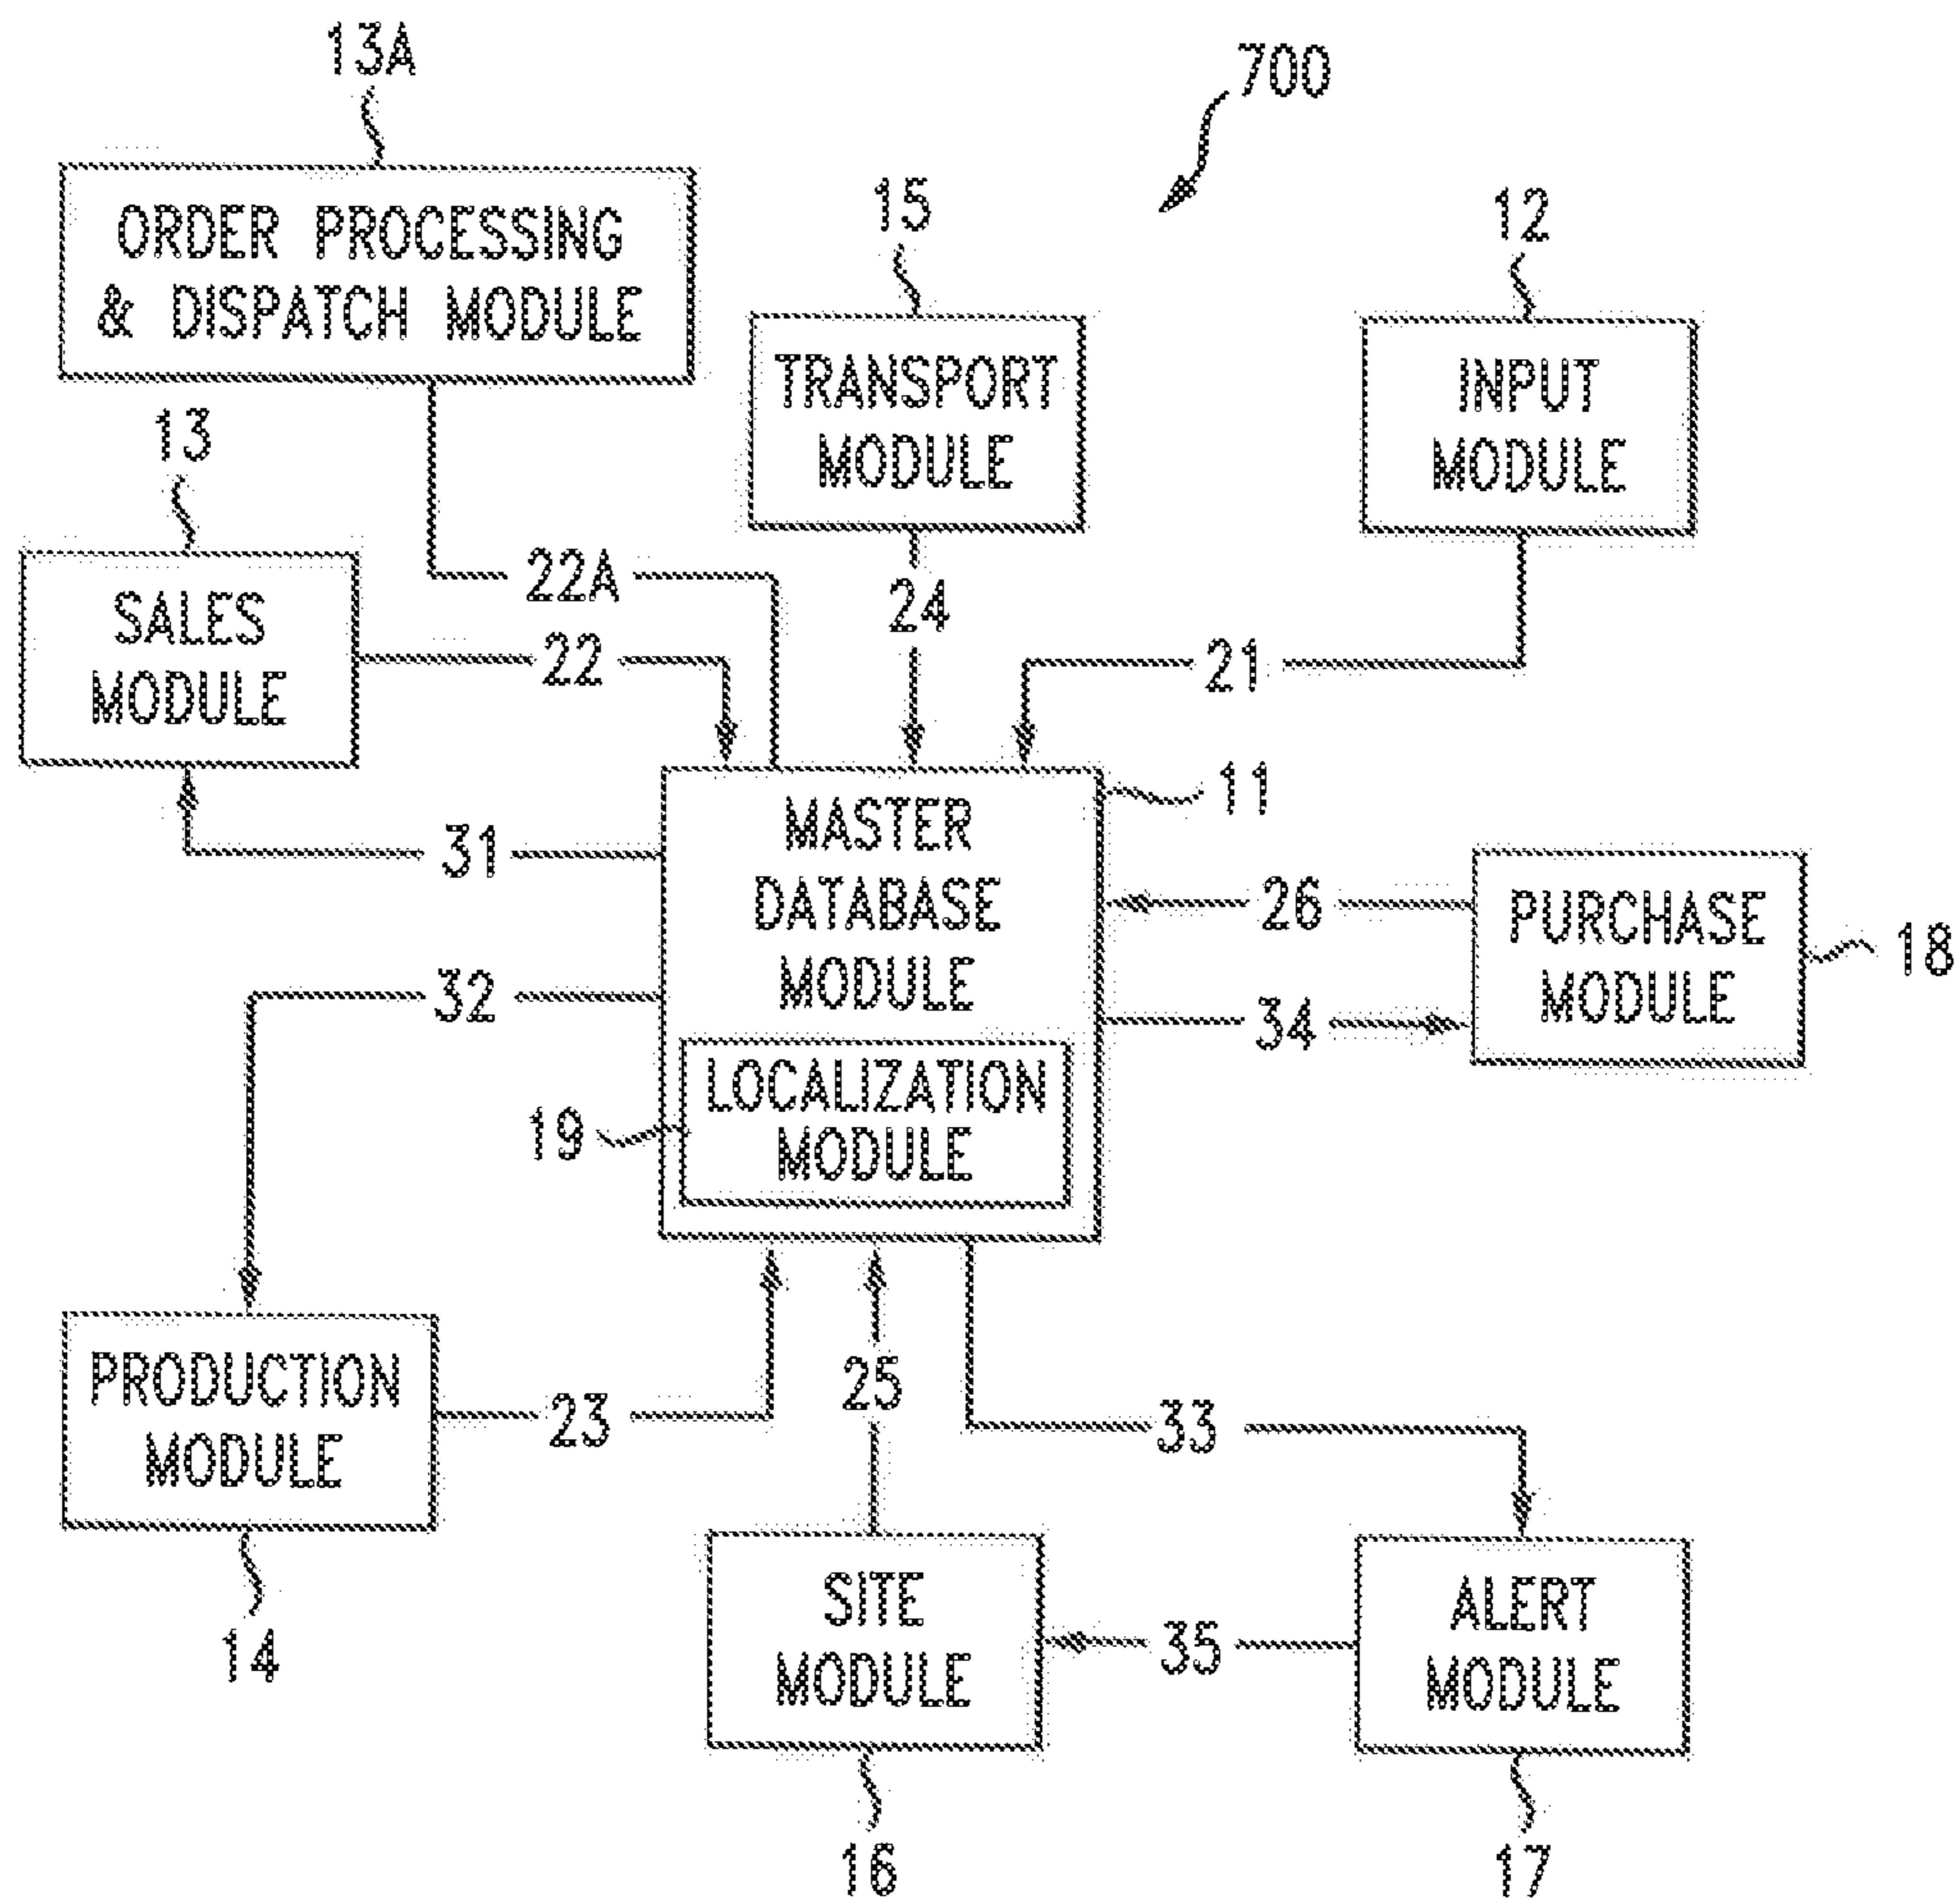 13A
700
ORDER PROCESSING
& DISPATCH MODULE
15
TRANSPORT
MODULE
12
INPUT
MODULE
13
SALES
MODULE
22A
22
24
21
31
MASTER
DATABASE
MODULE
11
26
PURCHASE
MODULE
18
32
34
LOCALIZATION
MODULE
19
PRODUCTION
MODULE
14
23
25
33
SITE
MODULE
16
35
ALERT
MODULE
17